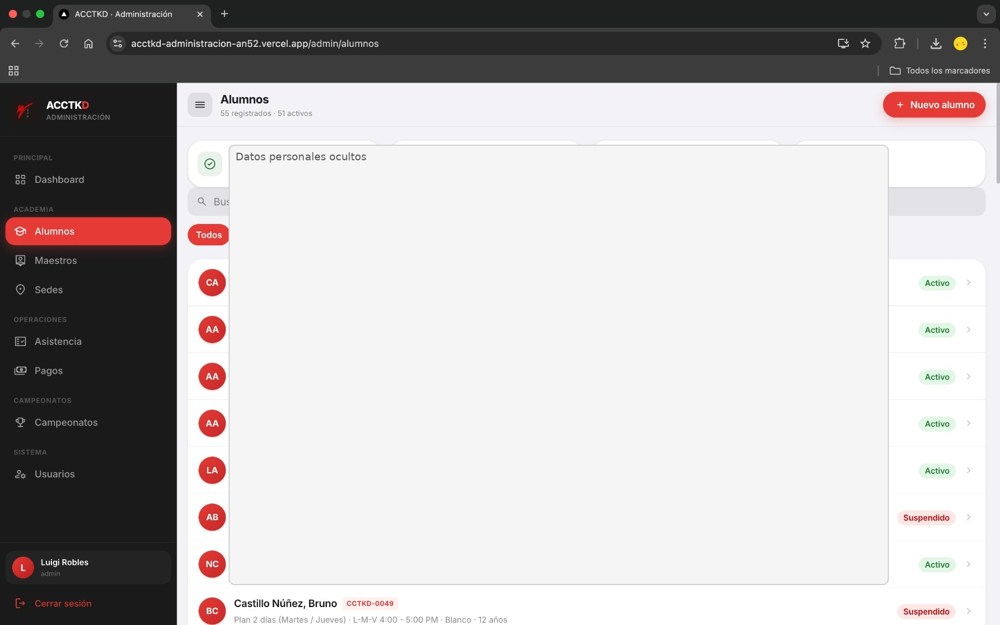 ACCTKD · Administración
acctkd-administracion-an52.vercel.app/admin/alumnos
Todos los marcadores
ACCTKD
ADMINISTRACIÓN
PRINCIPAL
Dashboard
ACADEMIA
Alumnos
Maestros
Sedes
OPERACIONES
Asistencia
Pagos
CAMPEONATOS
Campeonatos
SISTEMA
Usuarios
L
Luigi Robles
admin
Cerrar sesión
Alumnos
55 registrados · 51 activos
+ Nuevo alumno
Datos personales ocultos
Bus
Todos
CA
Activo
AA
Activo
AA
Activo
AA
Activo
LA
Activo
AB
Suspendido
NC
Activo
BC
Castillo Núñez, Bruno CCTKD-0049
Plan 2 días (Martes / Jueves) · L-M-V 4:00 - 5:00 PM · Blanco · 12 años
Suspendido